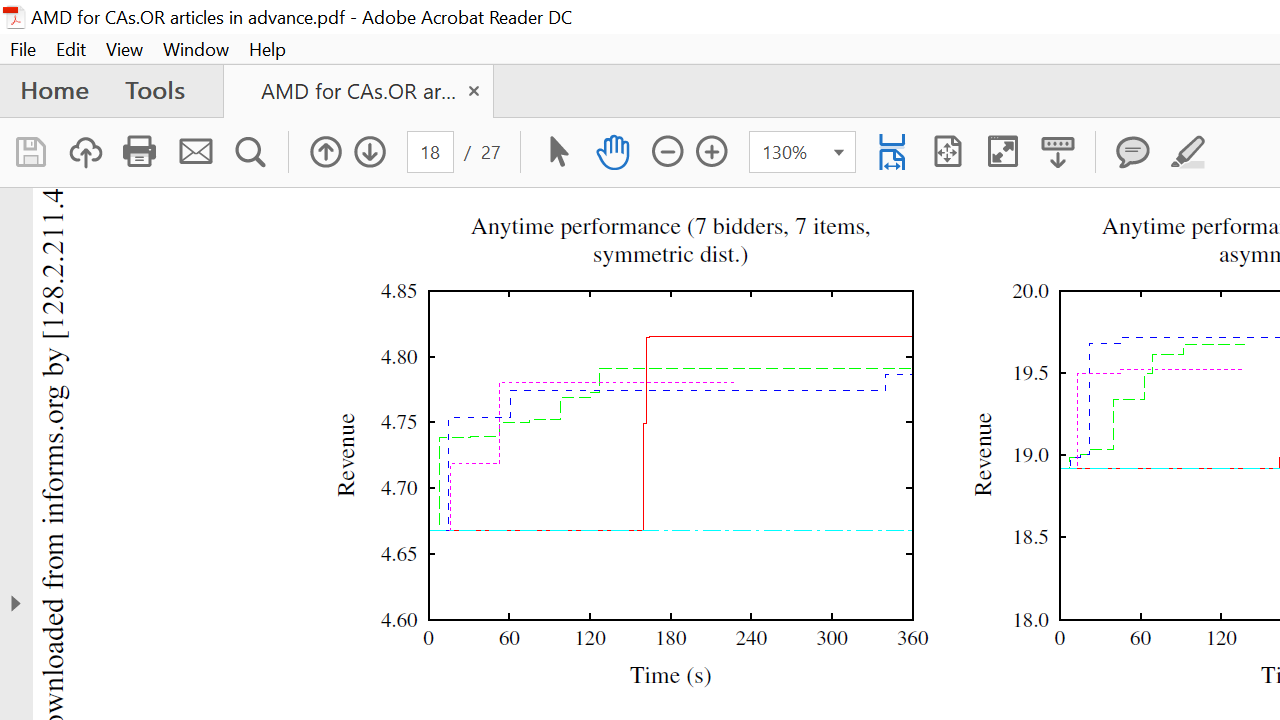 AMD for CAs.OR articles in advance.pdf - Adobe Acrobat Reader DC
File Edit View Window Help
Home Tools AMD for CAs.OR ar... ×
18 / 27 130%
ownloaded from informs.org by [128.2.211.4
Anytime performance (7 bidders, 7 items,
symmetric dist.)
4.85
4.80
4.75
4.70
4.65
4.60
Revenue
0 60 120 180 240 300 360
Time (s)
Anytime performa
asymm
20.0
19.5
19.0
18.5
18.0
Revenue
0 60 120
Ti